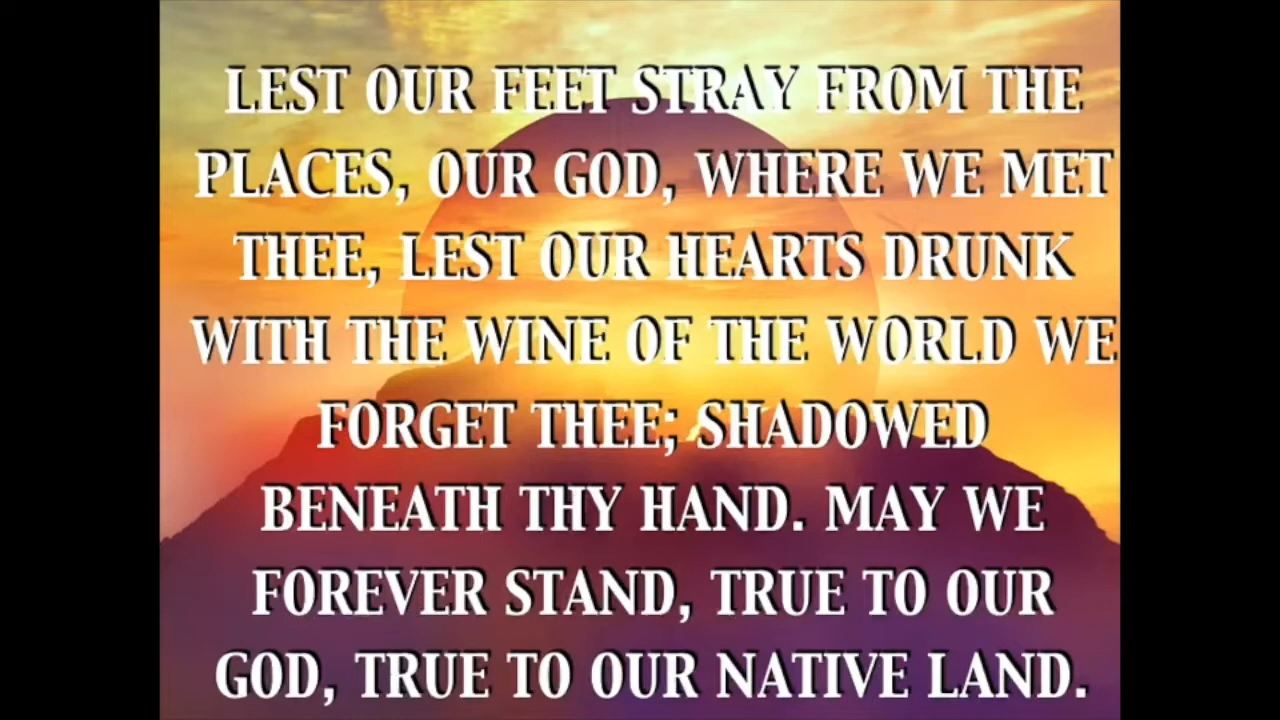 LEST OUR FEET STRAY FROM THE
PLACES, OUR GOD, WHERE WE MET
THEE, LEST OUR HEARTS DRUNK
WITH THE WINE OF THE WORLD WE
FORGET THEE; SHADOWED
BENEATH THY HAND. MAY WE
FOREVER STAND, TRUE TO OUR
GOD, TRUE TO OUR NATIVE LAND.